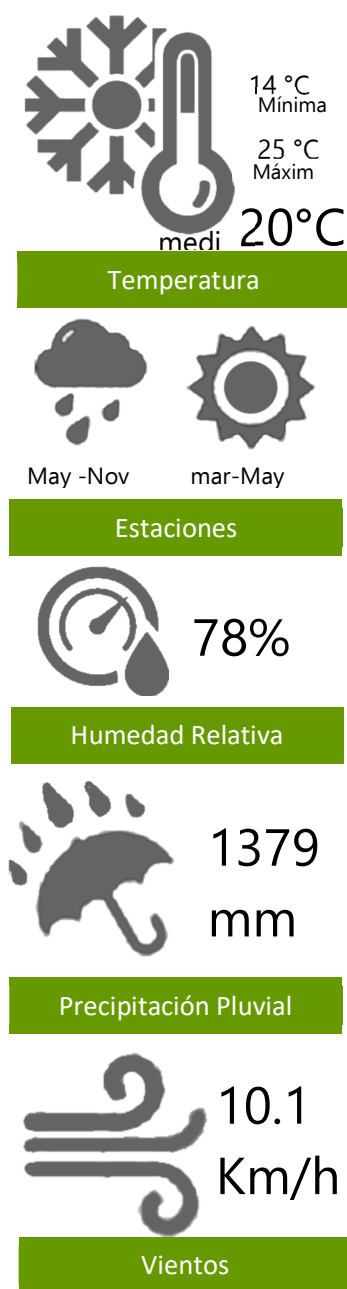 14 °C
Mínima
25 °C
Máxim
medi 20°C
Temperatura
May -Nov mar-May
Estaciones
78%
Humedad Relativa
1379
mm
Precipitación Pluvial
10.1
Km/h
Vientos